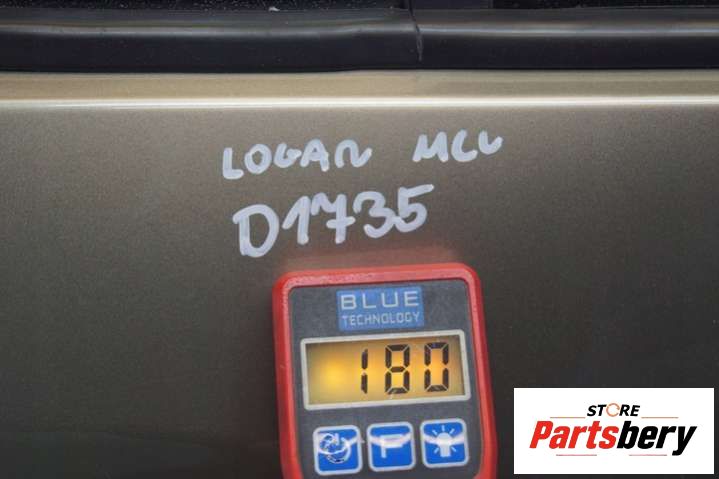 LOGAN MCV
D1735
BLUE
TECHNOLOGY
180
F
STORE
Partsbery